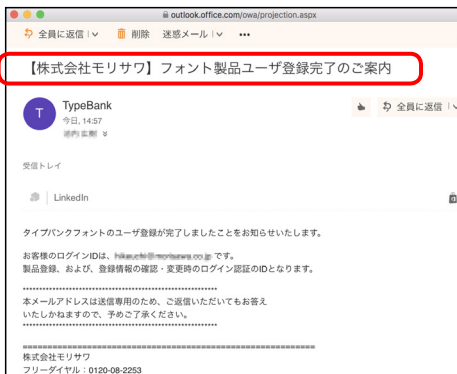 outlook.office.com/owa/projection.aspx
全員に返信 削除 迷惑メール
【株式会社モリサワ】フォント製品ユーザ登録完了のご案内
T TypeBank
今日, 14:57
全員に返信
受信トレイ
LinkedIn
タイプバンクフォントのユーザ登録が完了しましたことをお知らせいたします。
お客様のログインIDは、 です。
製品登録、および、登録情報の確認・変更時のログイン認証のIDとなります。
************************************************************
本メールアドレスは送信専用のため、ご返信いただいてもお答え
いたしかねますので、予めご了承ください。
************************************************************
============================================================
株式会社モリサワ
フリーダイヤル：0120-08-2253